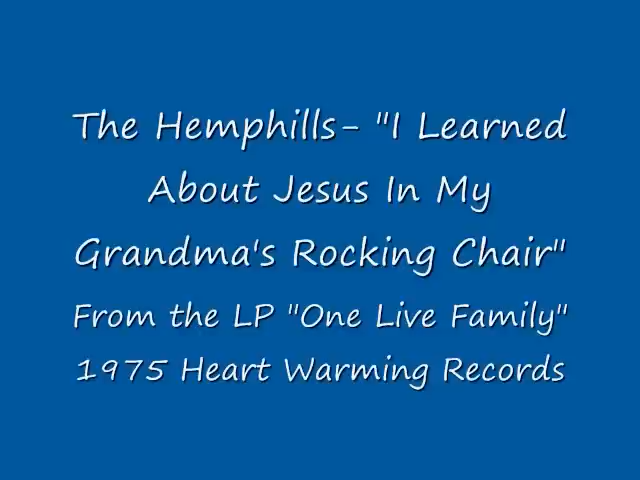 The Hemphills- "I Learned
About Jesus In My
Grandma's Rocking Chair"
From the LP "One Live Family"
1975 Heart Warming Records